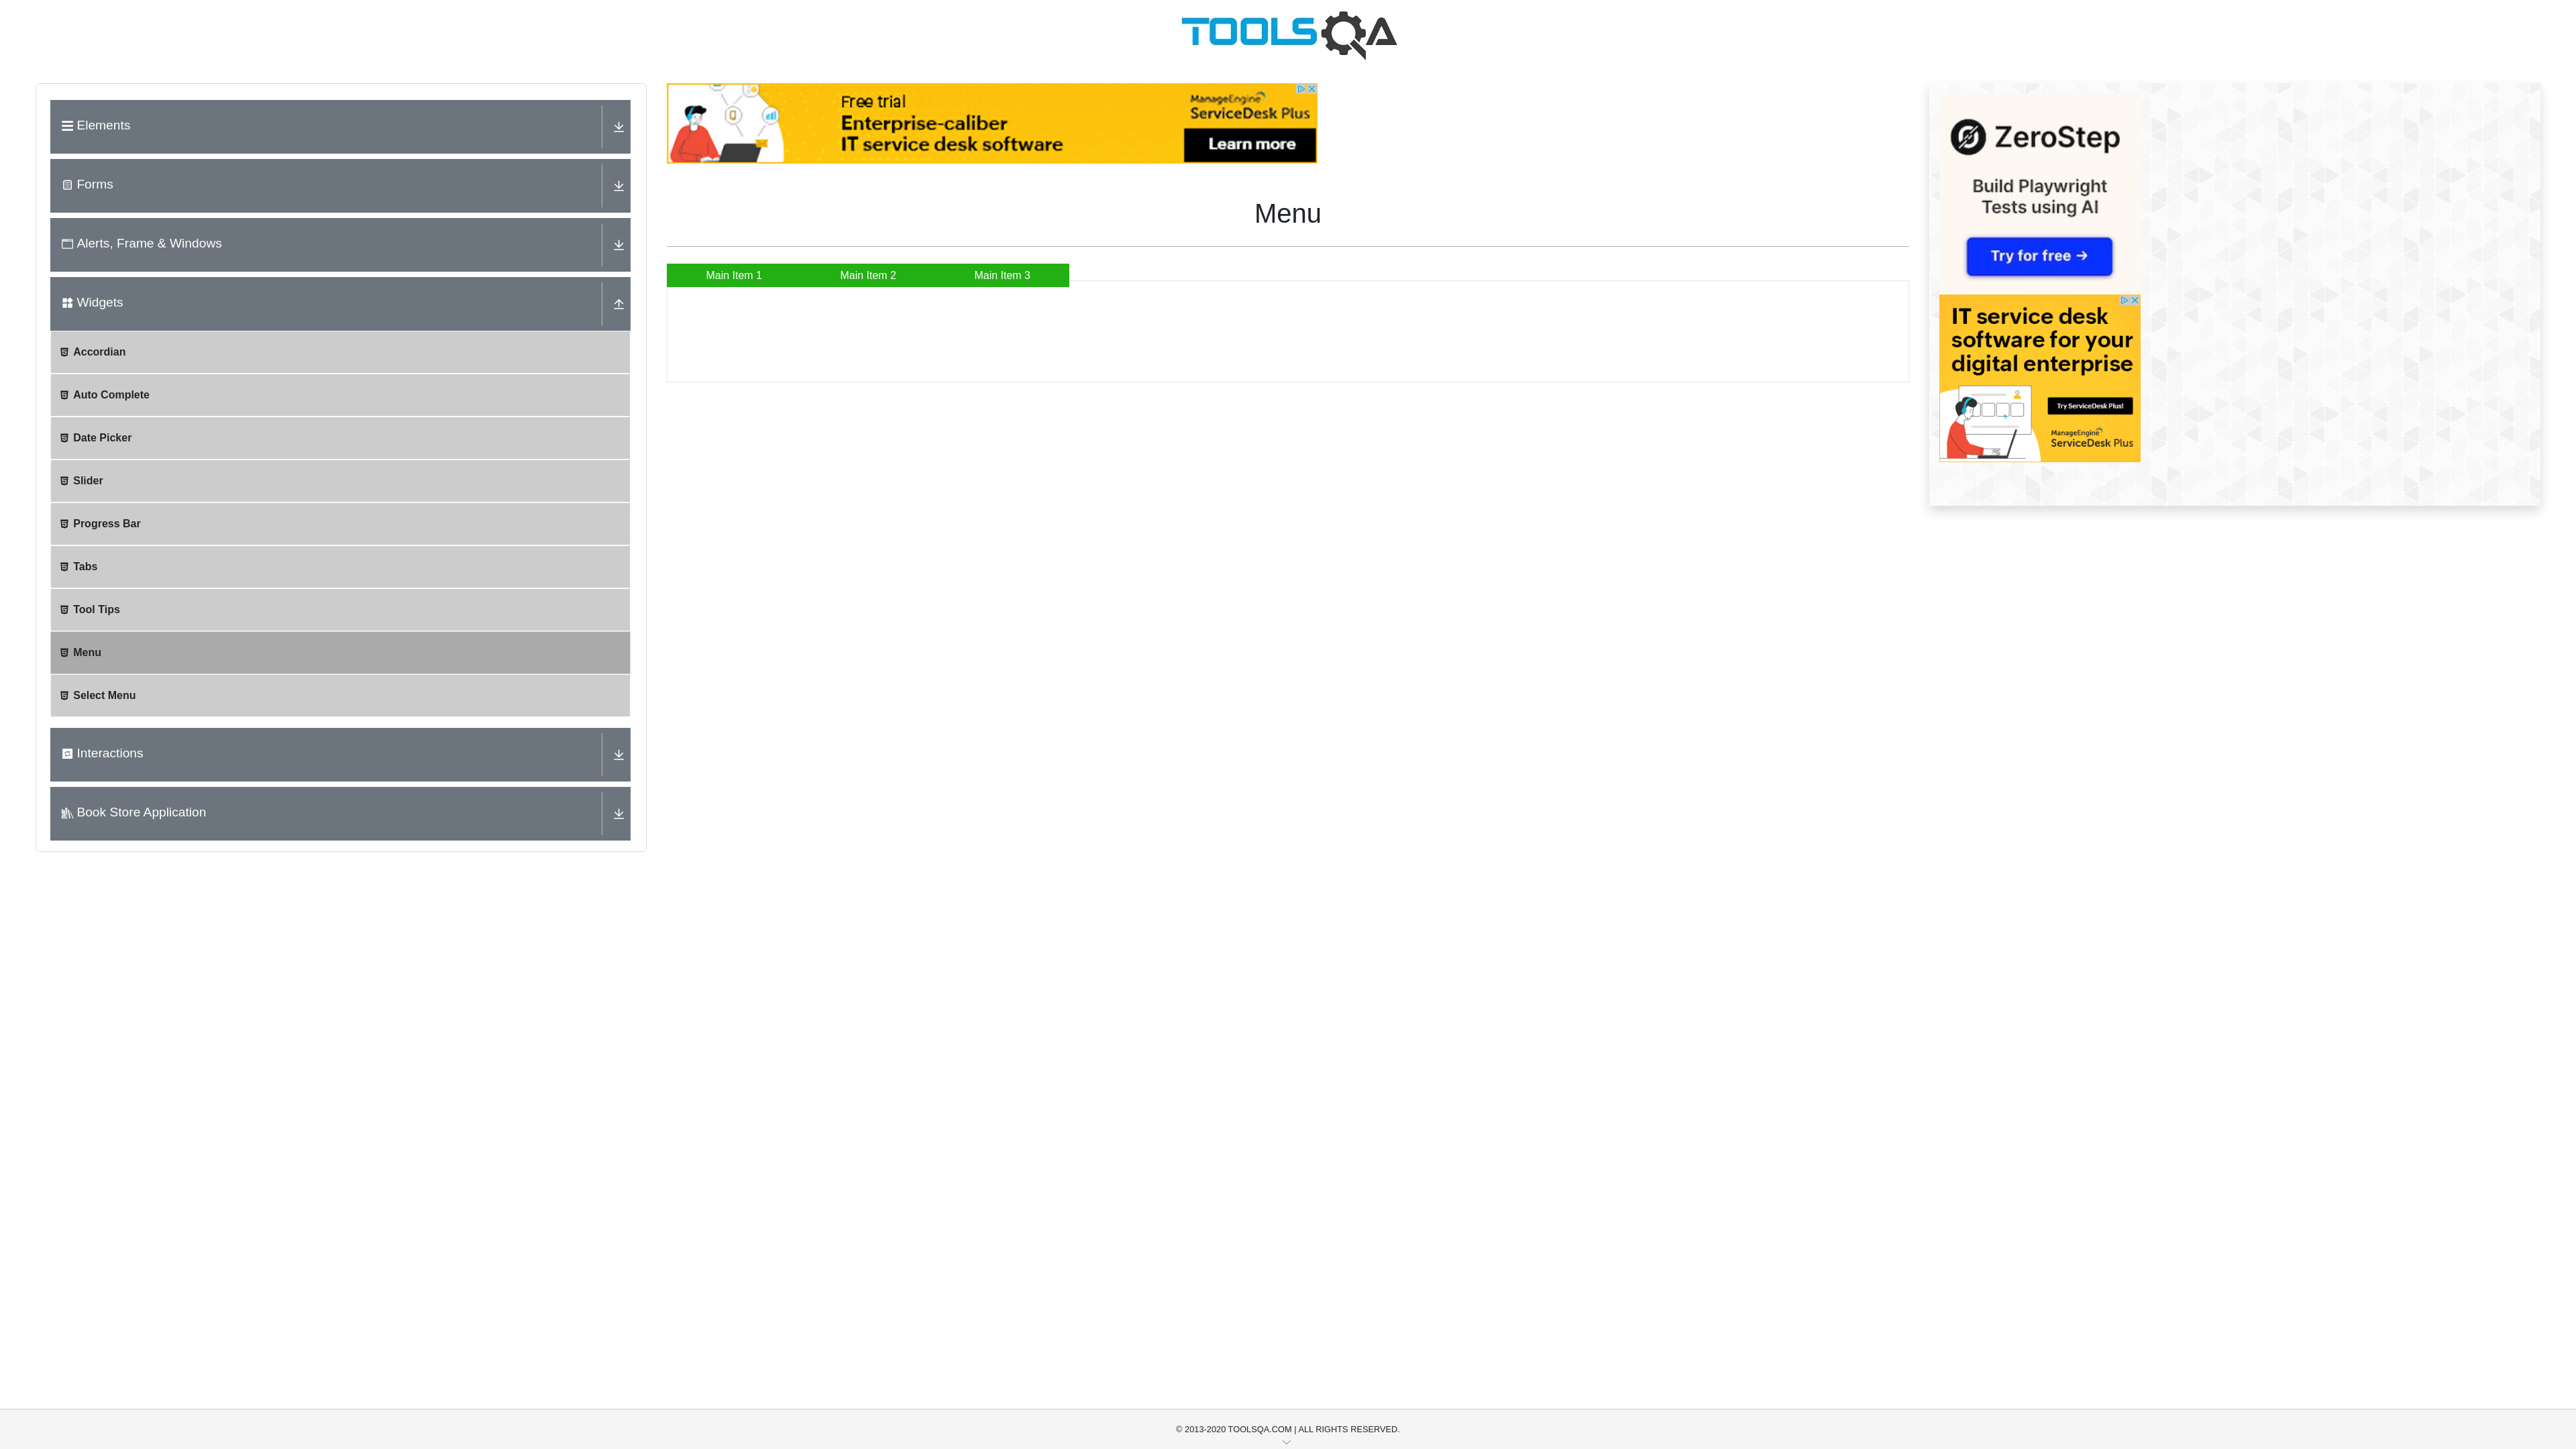 TOOLSQA
Elements
Forms
Alerts, Frame & Windows
Widgets
Accordian
Auto Complete
Date Picker
Slider
Progress Bar
Tabs
Tool Tips
Menu
Select Menu
Interactions
Book Store Application
Free trial
Enterprise-caliber
IT service desk software
ManageEngine
ServiceDesk Plus
Learn more
Menu
Main Item 1
Main Item 2
Main Item 3
ZeroStep
Build Playwright
Tests using AI
Try for free →
IT service desk
software for your
digital enterprise
Try ServiceDesk Plus!
ManageEngine
ServiceDesk Plus
© 2013-2020 TOOLSQA.COM | ALL RIGHTS RESERVED.